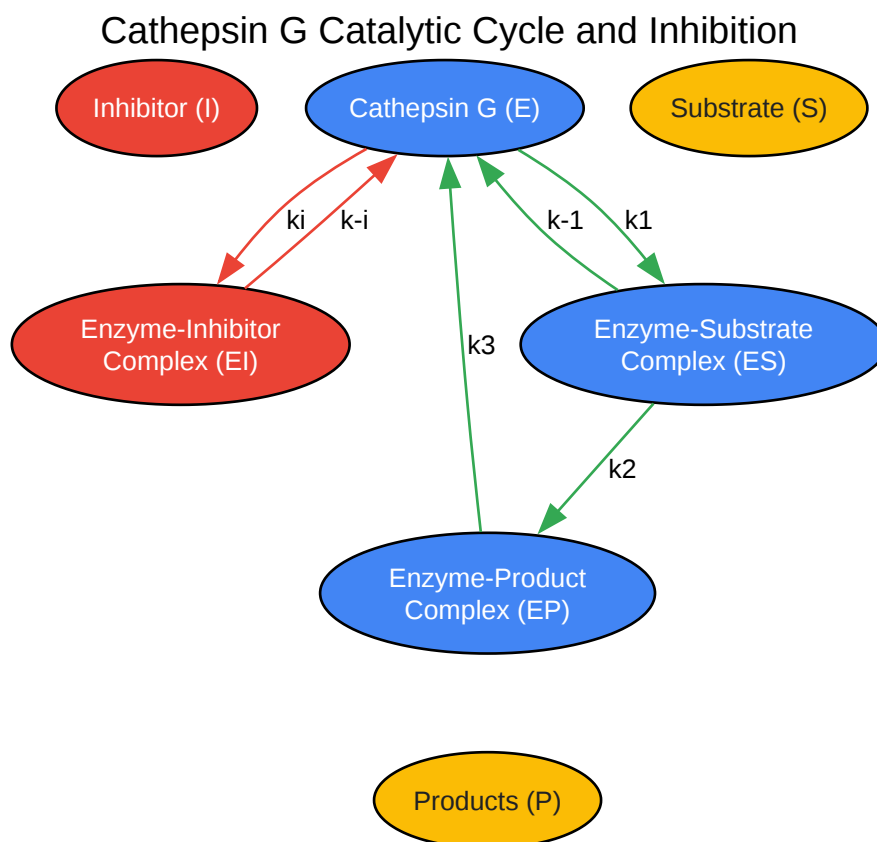 Cathepsin G Catalytic Cycle and Inhibition
Inhibitor (I)
Cathepsin G (E)
Substrate (S)
ki
k-i
k-1
k1
Enzyme-Inhibitor
Complex (EI)
k3
Enzyme-Substrate
Complex (ES)
k2
Enzyme-Product
Complex (EP)
Products (P)